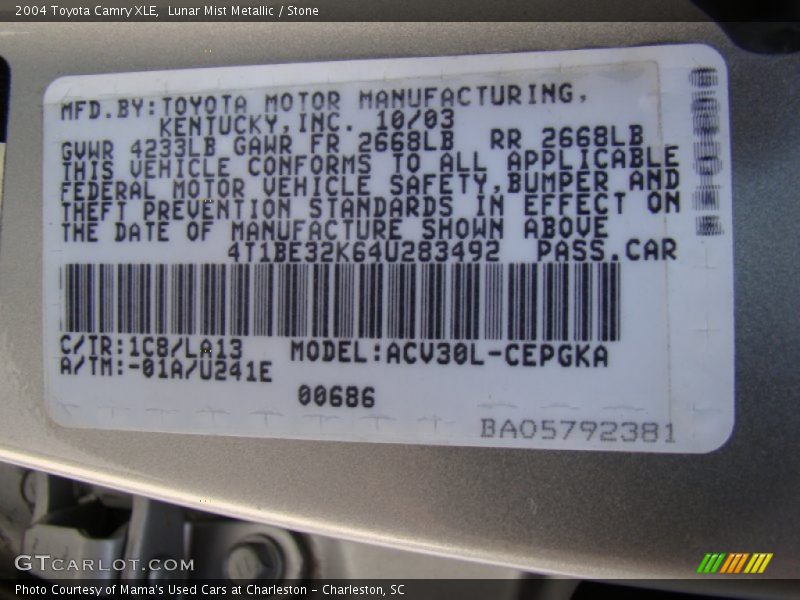 2004 Toyota Camry XLE,  Lunar Mist Metallic / Stone
MFD.BY:TOYOTA MOTOR MANUFACTURING,
KENTUCKY,INC. 10/03
GVWR 4233LB GAWR FR 2668LB  RR 2668LB
THIS VEHICLE CONFORMS TO ALL APPLICABLE
FEDERAL MOTOR VEHICLE SAFETY,BUMPER AND
THEFT PREVENTION STANDARDS IN EFFECT ON
THE DATE OF MANUFACTURE SHOWN ABOVE
4T1BE32K64U283492  PASS.CAR
C/TR:1C8/LA13  MODEL:ACV30L-CEPGKA
A/TM:-01A/U241E
00686
BA05792381
GTCARLOT.COM
Photo Courtesy of Mama's Used Cars at Charleston - Charleston, SC